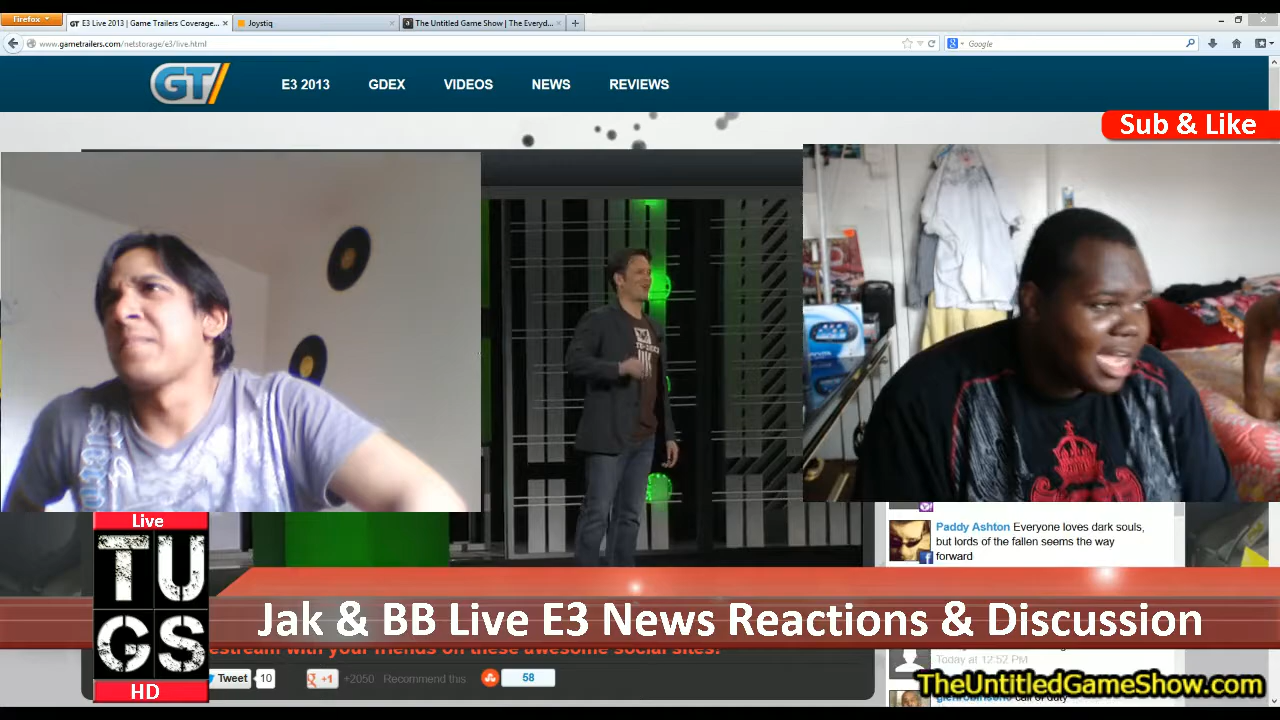 Firefox
GT E3 Live 2013 | Game Trailers Coverage...
Joystiq
The Untitled Game Show | The Everyd...
www.gametrailers.com/netstorage/e3/live.html
Google
GT
E3 2013
GDEX
VIDEOS
NEWS
REVIEWS
Sub & Like
Paddy Ashton Everyone loves dark souls,
but lords of the fallen seems the way
forward
Live
TU
GS
HD
Jak & BB Live E3 News Reactions & Discussion
estream with your friends on these awesome social sites!
Tweet 10
+1 +2050 Recommend this
58
Today at 12:52 PM
call of duty
TheUntitledGameShow.com